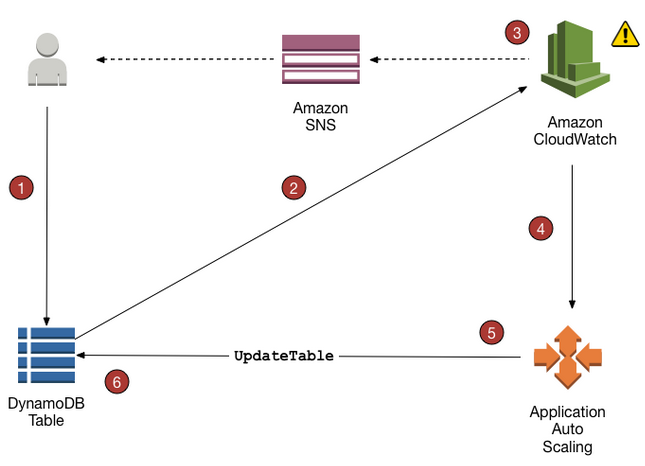 3
Amazon
SNS
Amazon
CloudWatch
1
2
4
5
UpdateTable
6
DynamoDB
Table
Application
Auto
Scaling